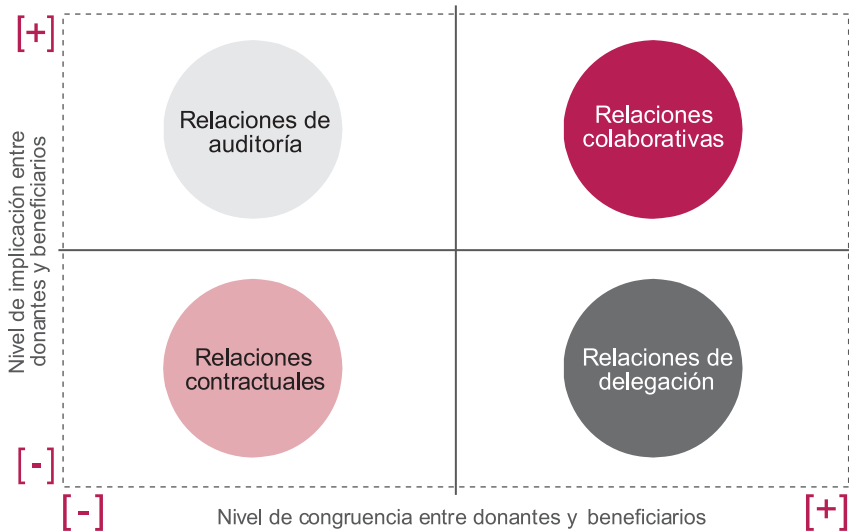 [+]
Relaciones de
auditoría
Relaciones
colaborativas
Nivel de implicación entre
donantes y beneficiarios
Relaciones
contractuales
Relaciones de
delegación
[-]
[-]
Nivel de congruencia entre donantes y beneficiarios
[+]